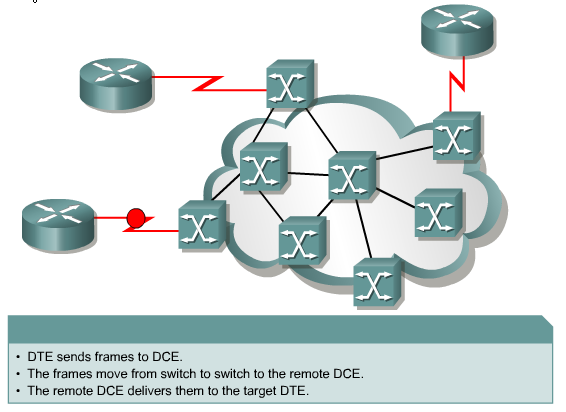 • DTE sends frames to DCE.
• The frames move from switch to switch to the remote DCE.
• The remote DCE delivers them to the target DTE.